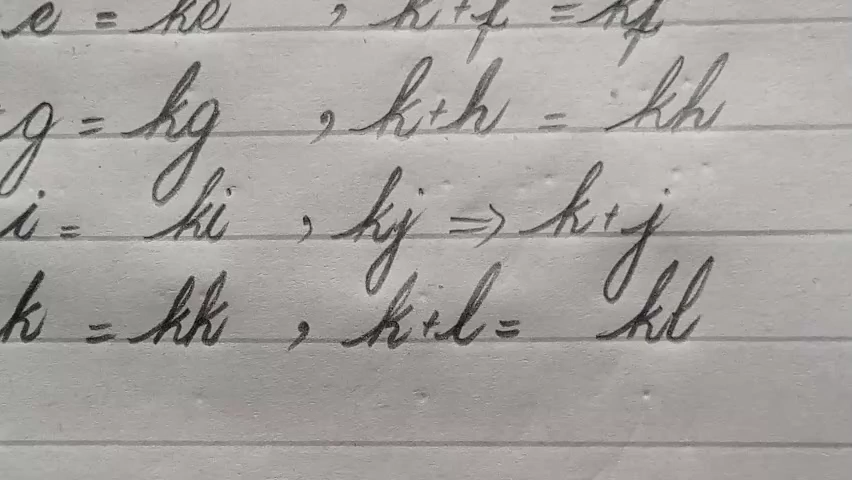 e = ke , k + f = kf
g = kg , k + h = kh
i = ki , kj ⇒ k + j
k = kk , k + l = kl